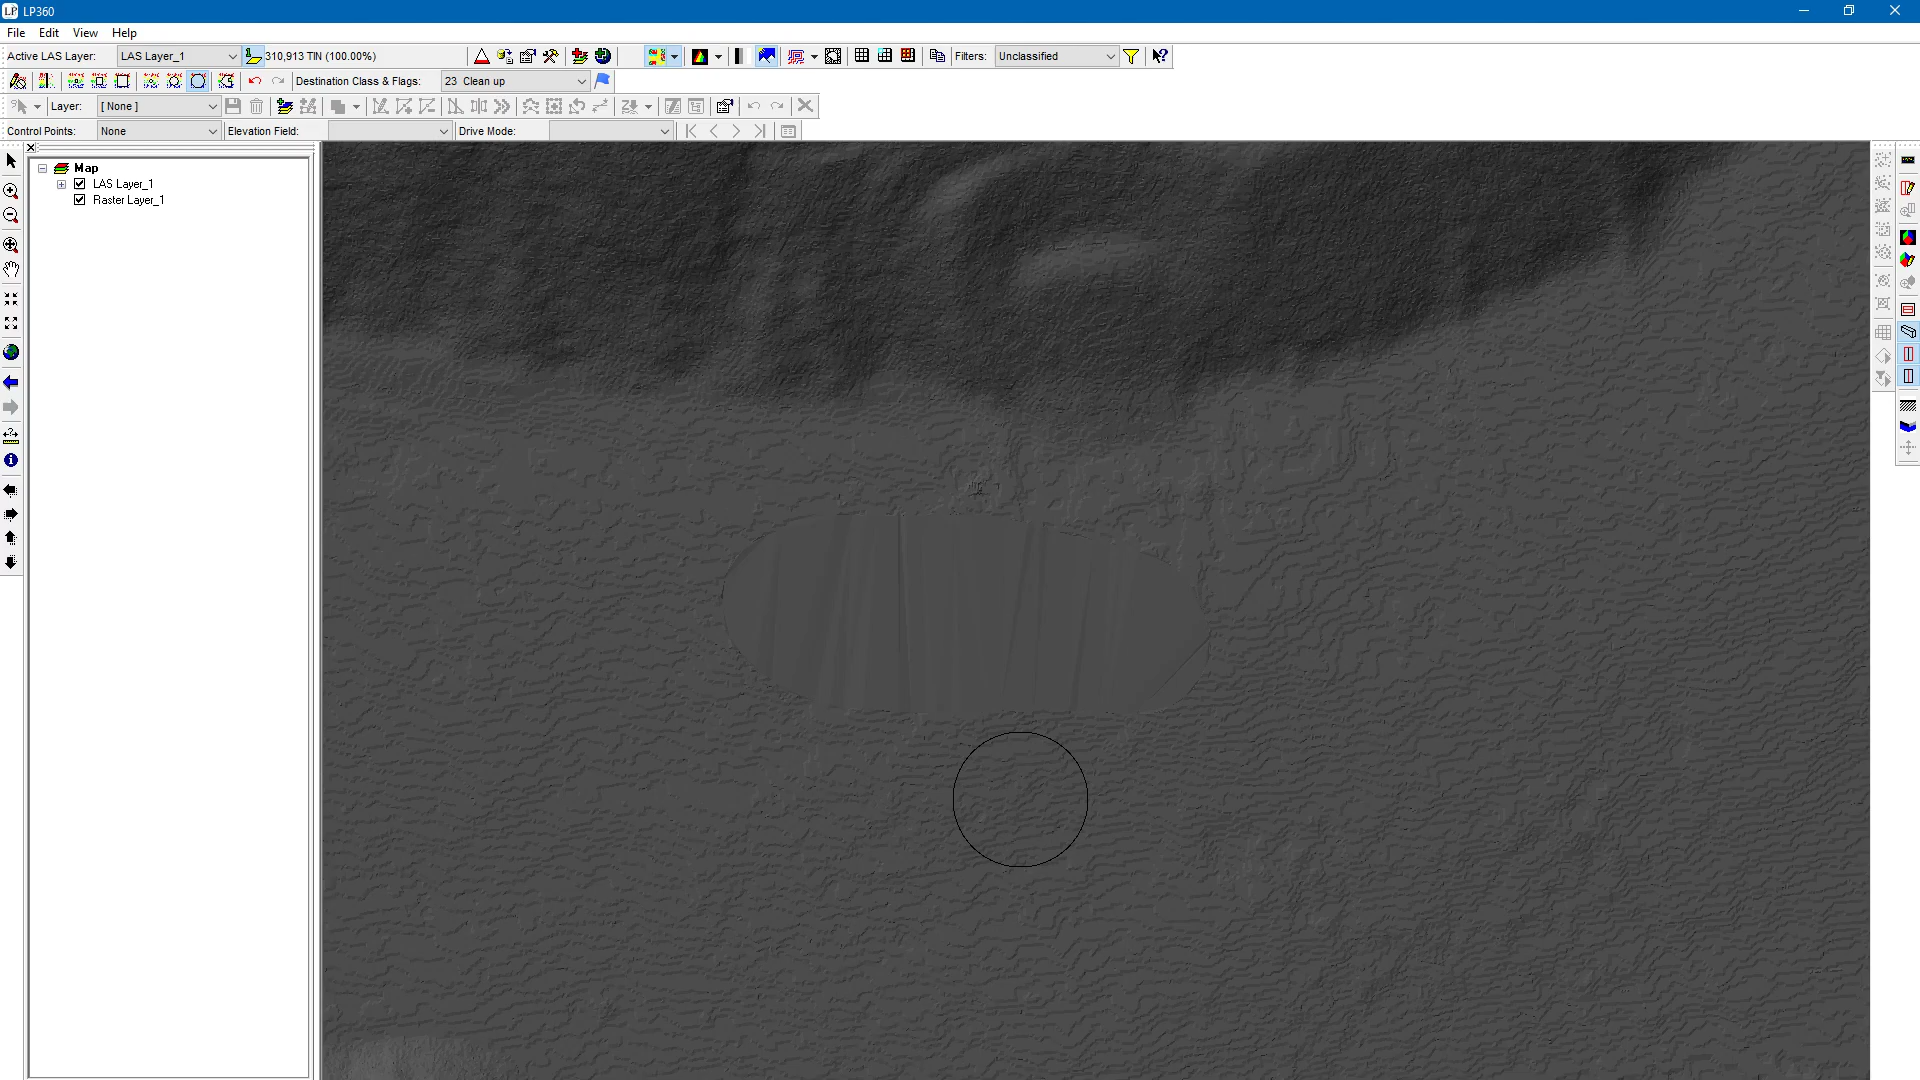 LP LP360
File Edit View Help
Active LAS Layer: LAS Layer_1 310,913 TIN (100.00%) Filters: Unclassified
Destination Class & Flags: 23 Clean up
Layer: [ None ]
Control Points: None Elevation Field: Drive Mode:
Map
LAS Layer_1
Raster Layer_1